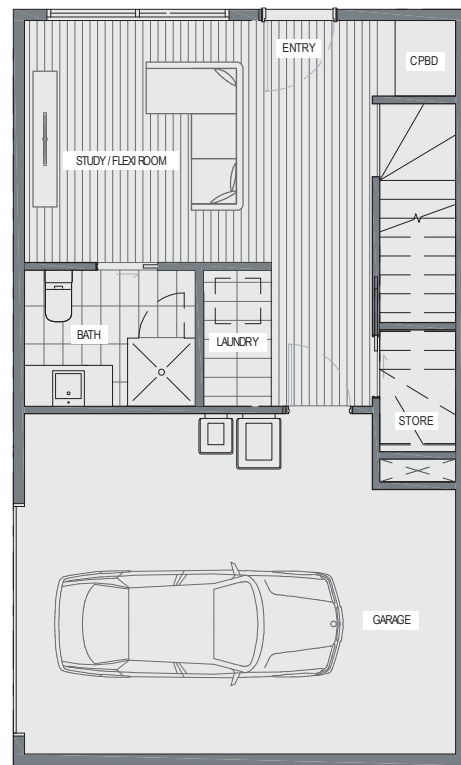 ENTRY
CPBD
STUDY / FLEXI ROOM
BATH
LAUNDRY
STORE
GARAGE